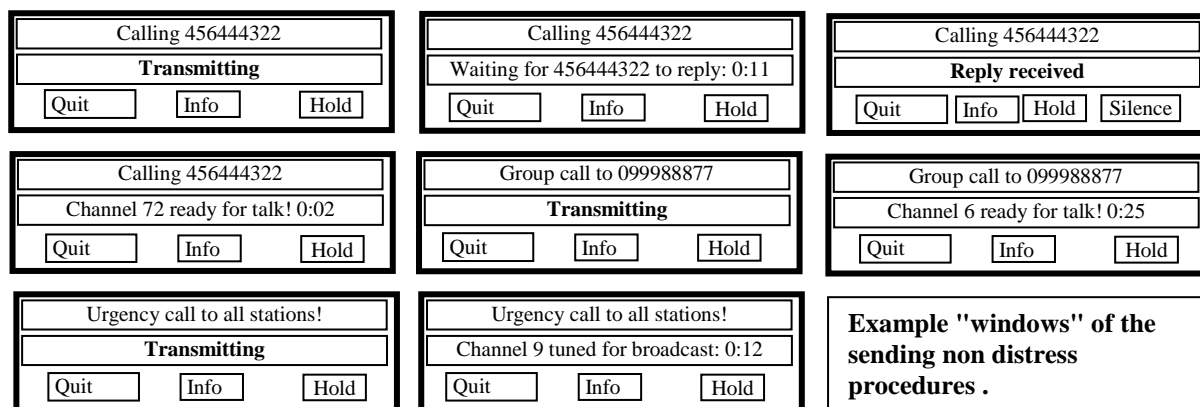 Calling 456444322
Transmitting
Quit Info Hold
Calling 456444322
Waiting for 456444322 to reply: 0:11
Quit Info Hold
Calling 456444322
Reply received
Quit Info Hold Silence
Calling 456444322
Channel 72 ready for talk! 0:02
Quit Info Hold
Group call to 099988877
Transmitting
Quit Info Hold
Group call to 099988877
Channel 6 ready for talk! 0:25
Quit Info Hold
Urgency call to all stations!
Transmitting
Quit Info Hold
Urgency call to all stations!
Channel 9 tuned for broadcast: 0:12
Quit Info Hold
Example "windows" of the
sending non distress
procedures .